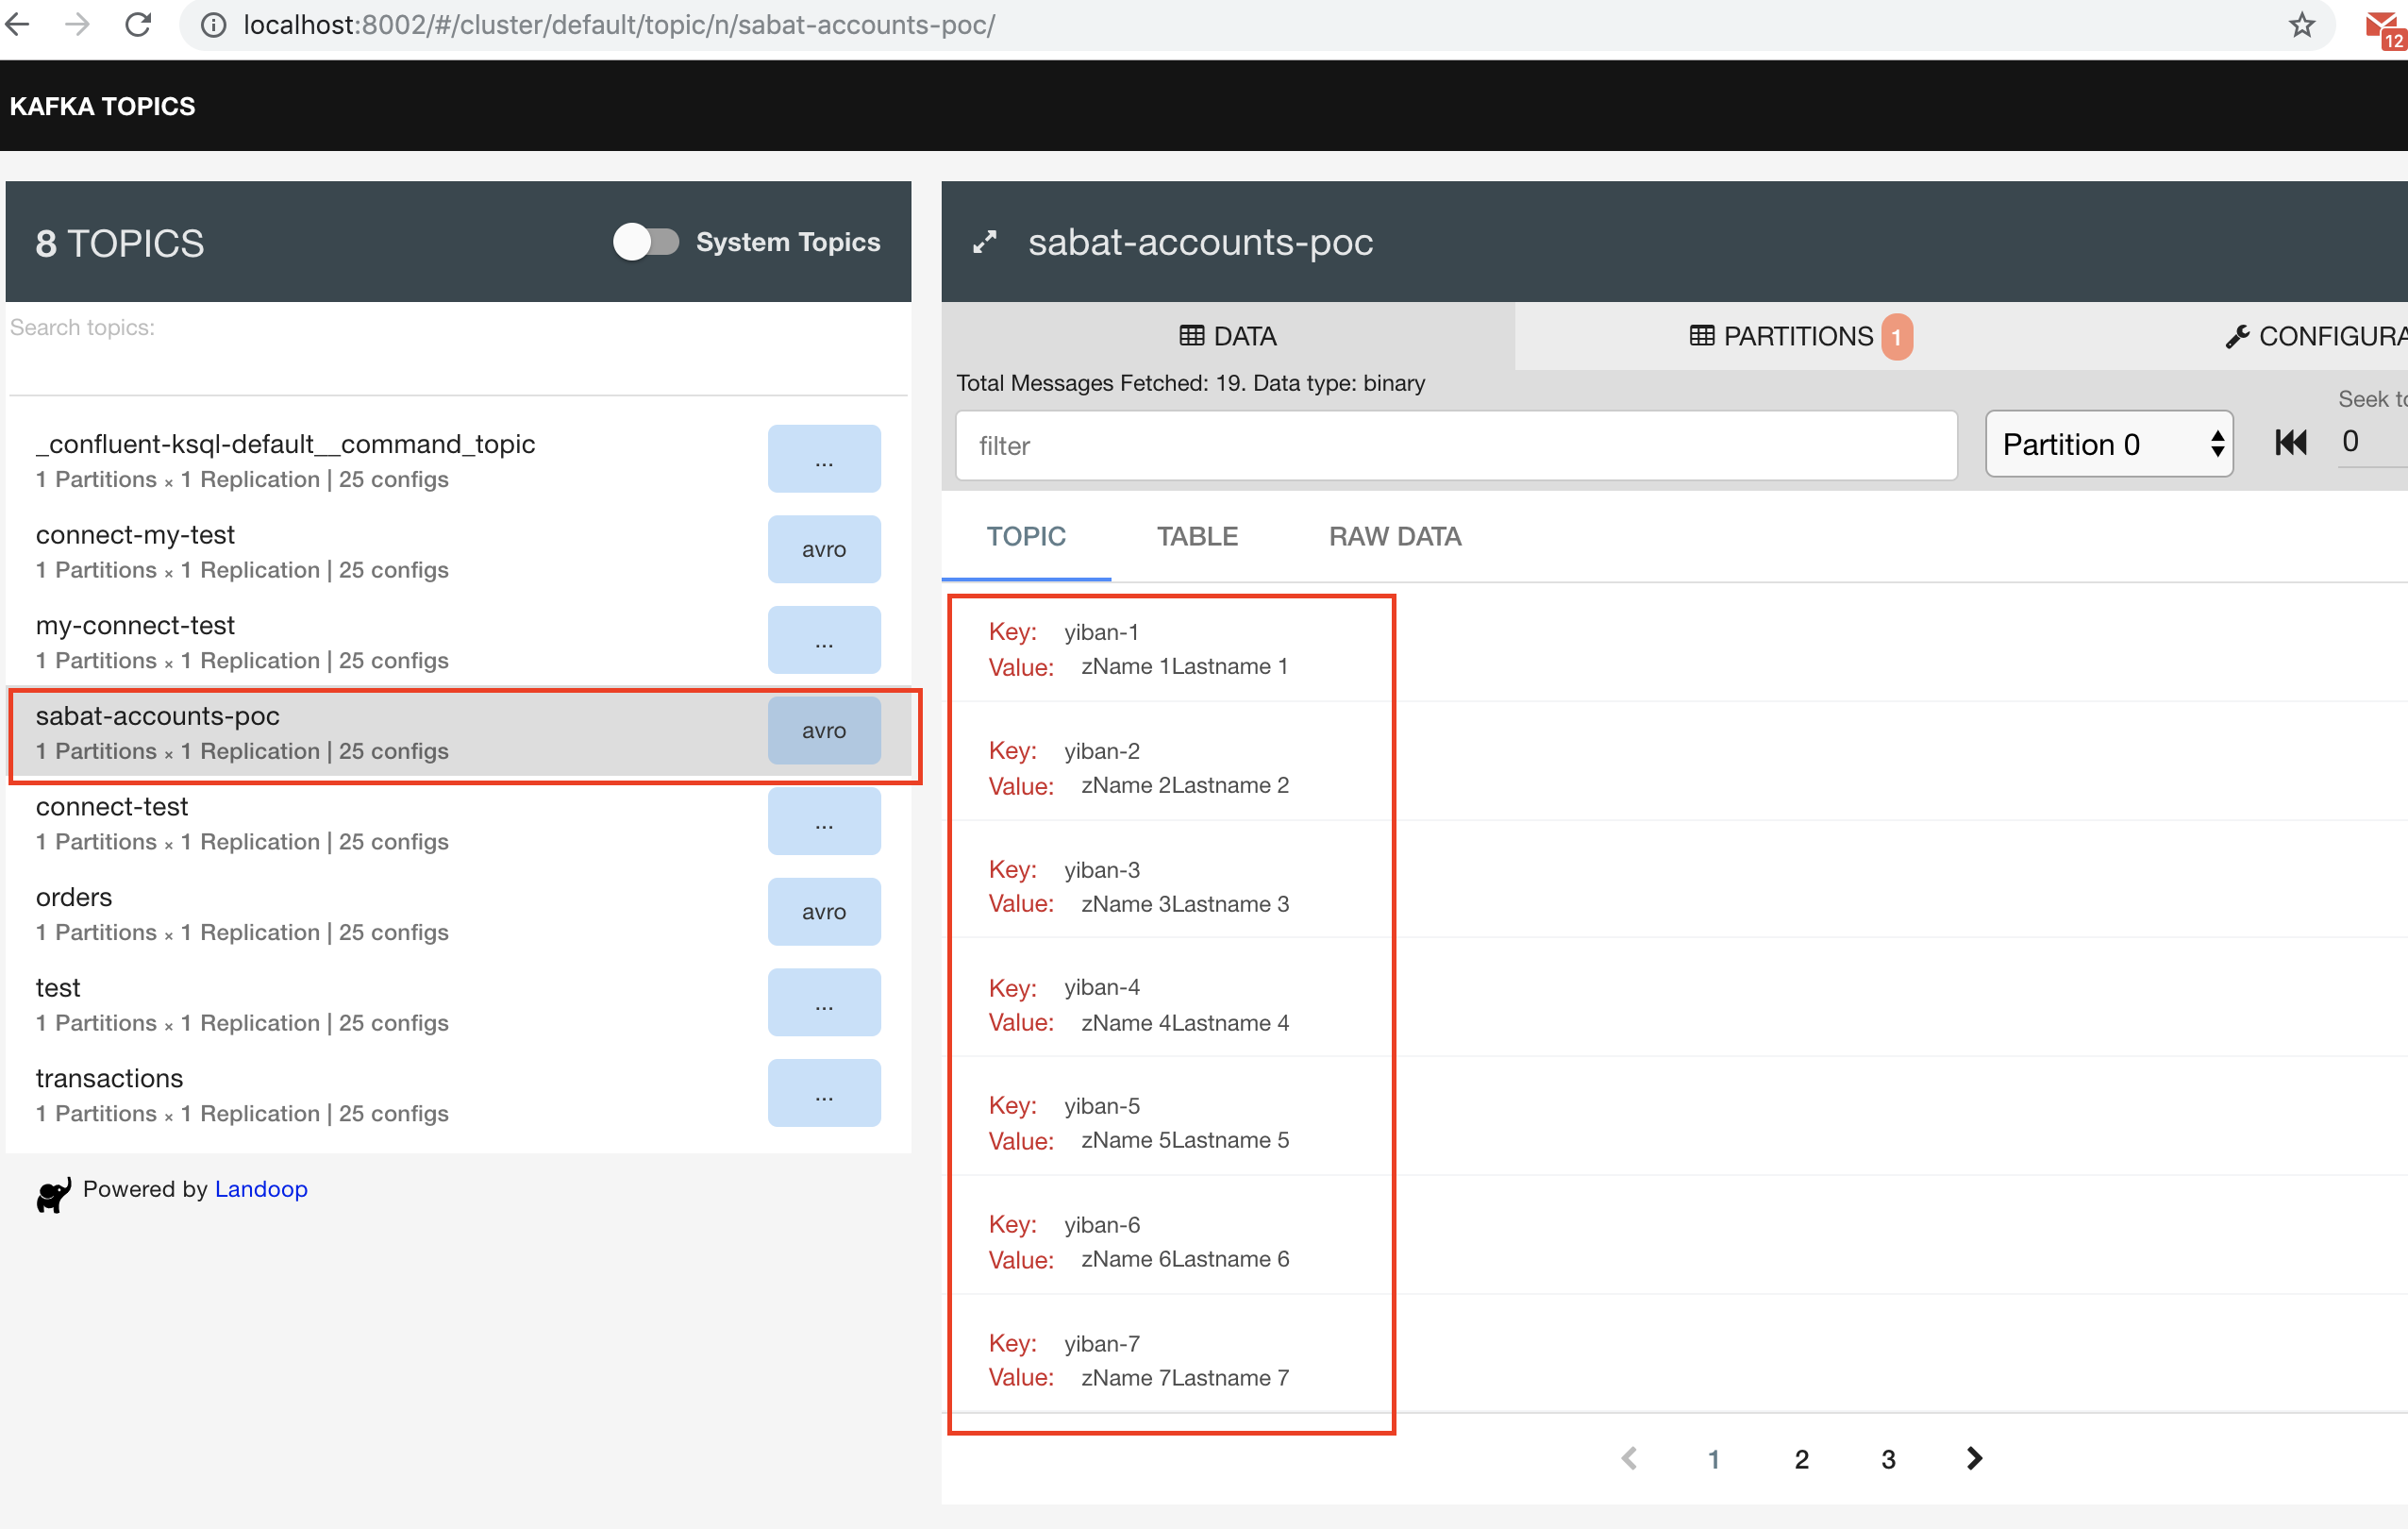 localhost:8002/#/cluster/default/topic/n/sabat-accounts-poc/
12
KAFKA TOPICS
8 TOPICS
System Topics
Search topics:
_confluent-ksql-default__command_topic
1 Partitions × 1 Replication | 25 configs
...
connect-my-test
1 Partitions × 1 Replication | 25 configs
avro
my-connect-test
1 Partitions × 1 Replication | 25 configs
...
sabat-accounts-poc
1 Partitions × 1 Replication | 25 configs
avro
connect-test
1 Partitions × 1 Replication | 25 configs
...
orders
1 Partitions × 1 Replication | 25 configs
avro
test
1 Partitions × 1 Replication | 25 configs
...
transactions
1 Partitions × 1 Replication | 25 configs
...
Powered by Landoop
sabat-accounts-poc
DATA
PARTITIONS 1
CONFIGURA
Total Messages Fetched: 19. Data type: binary
filter
Partition 0
Seek to
0
TOPIC TABLE RAW DATA
Key: yiban-1
Value: zName 1Lastname 1
Key: yiban-2
Value: zName 2Lastname 2
Key: yiban-3
Value: zName 3Lastname 3
Key: yiban-4
Value: zName 4Lastname 4
Key: yiban-5
Value: zName 5Lastname 5
Key: yiban-6
Value: zName 6Lastname 6
Key: yiban-7
Value: zName 7Lastname 7
1 2 3